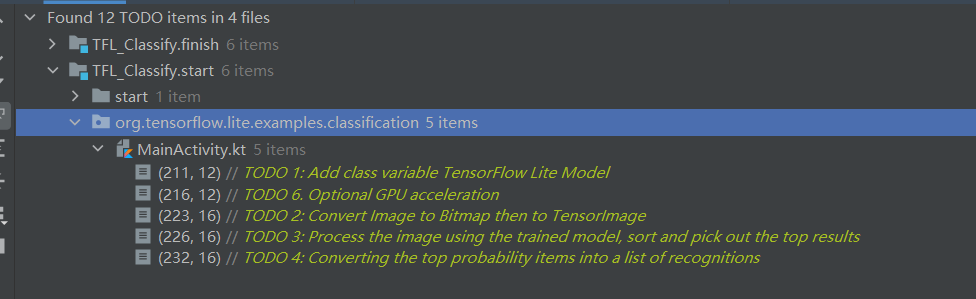 Found 12 TODO items in 4 files
TFL_Classify.finish 6 items
TFL_Classify.start 6 items
start 1 item
org.tensorflow.lite.examples.classification 5 items
MainActivity.kt 5 items
(211, 12) // TODO 1: Add class variable TensorFlow Lite Model
(216, 12) // TODO 6. Optional GPU acceleration
(223, 16) // TODO 2: Convert Image to Bitmap then to TensorImage
(226, 16) // TODO 3: Process the image using the trained model, sort and pick out the top results
(232, 16) // TODO 4: Converting the top probability items into a list of recognitions